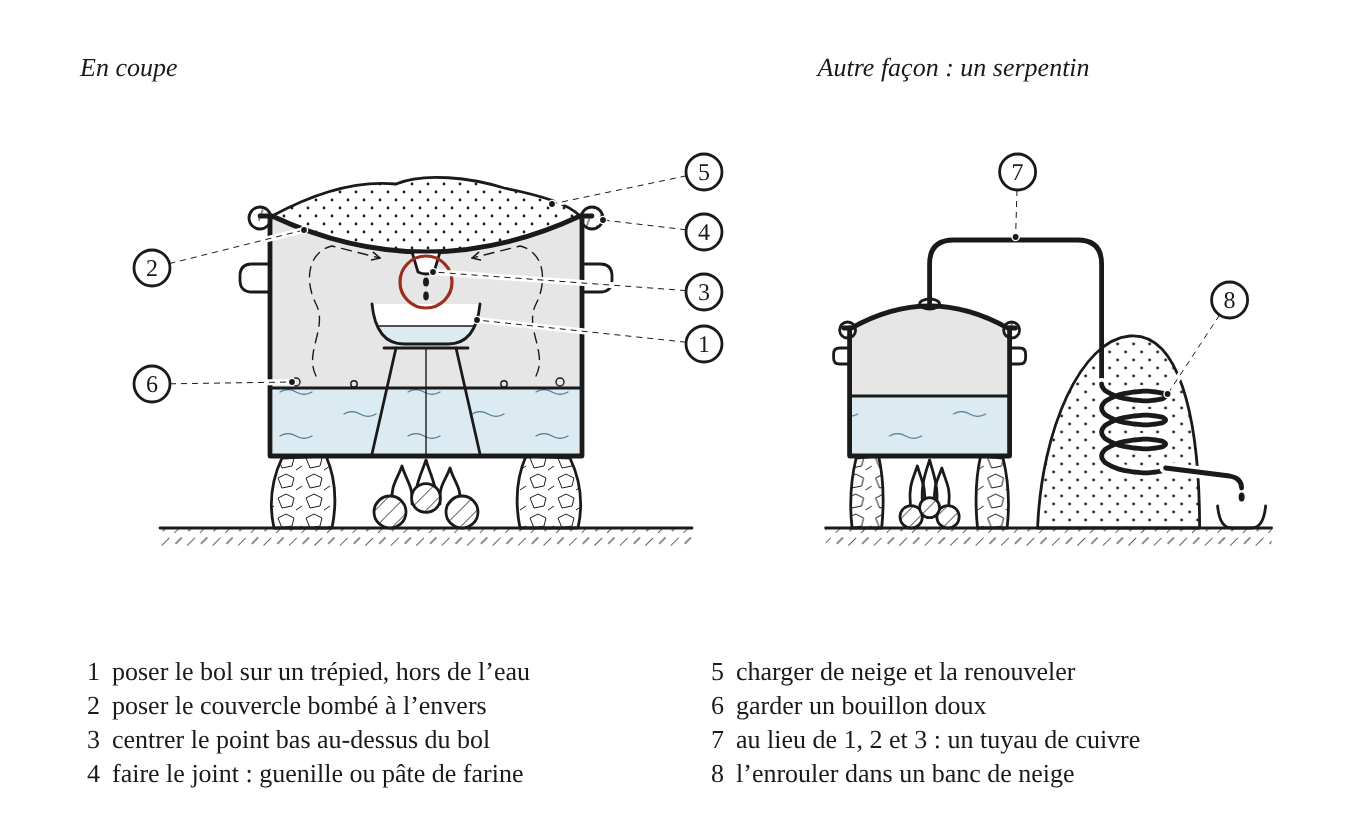 En coupe
Autre façon : un serpentin
5
7
4
2
3
8
1
6
1 poser le bol sur un trépied, hors de l’eau
2 poser le couvercle bombé à l’envers
3 centrer le point bas au-dessus du bol
4 faire le joint : guenille ou pâte de farine
5 charger de neige et la renouveler
6 garder un bouillon doux
7 au lieu de 1, 2 et 3 : un tuyau de cuivre
8 l’enrouler dans un banc de neige